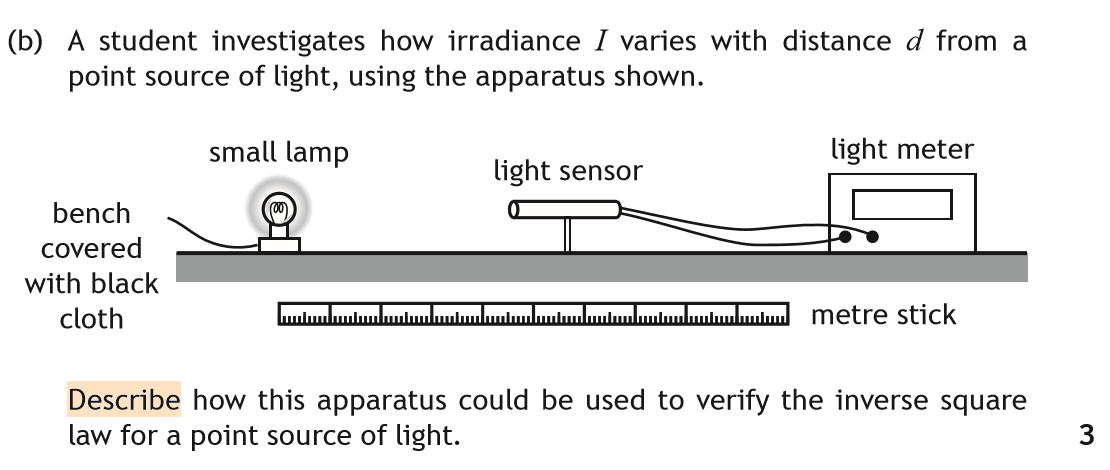 (b) A student investigates how irradiance I varies with distance d from a
point source of light, using the apparatus shown.
small lamp
light sensor
light meter
bench
covered
with black
cloth
metre stick
Describe how this apparatus could be used to verify the inverse square
law for a point source of light.
3